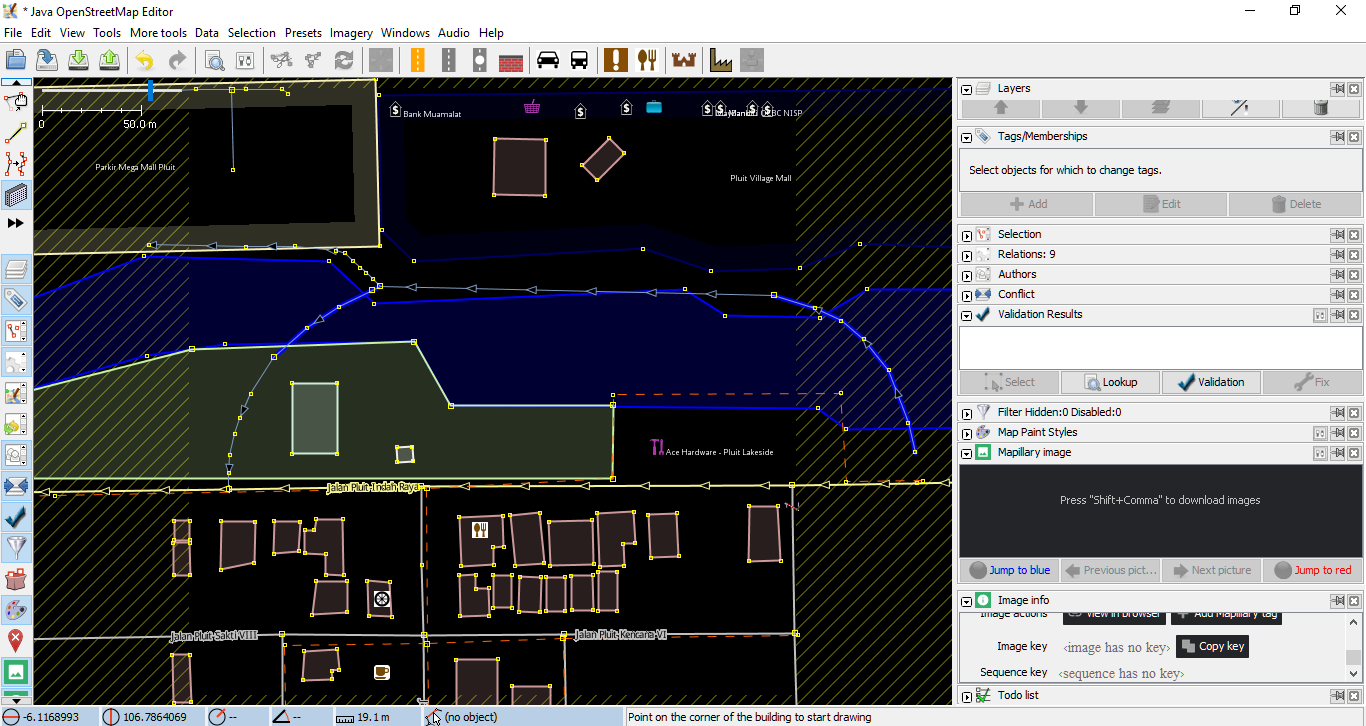 * Java OpenStreetMap Editor
File Edit View Tools More tools Data Selection Presets Imagery Windows Audio Help
0 50.0 m
Bank Muamalat
OCBC NISP
Parkir Mega Mall Pluit
Pluit Village Mall
Ace Hardware - Pluit Lakeside
Jalan Pluit Indah Raya
Jalan Pluit Sakti VIII
Jalan Pluit Kencana VI
Layers
Tags/Memberships
Select objects for which to change tags.
Add Edit Delete
Selection
Relations: 9
Authors
Conflict
Validation Results
Select Lookup Validation Fix
Filter Hidden:0 Disabled:0
Map Paint Styles
Mapillary image
Press "Shift+Comma" to download images
Jump to blue Previous pict... Next picture Jump to red
Image info
Image actions View in browser Add Mapillary tag
Image key <image has no key> Copy key
Sequence key <sequence has no key>
Todo list
-6.1168993 106.7864069 -- -- 19.1 m (no object) Point on the corner of the building to start drawing